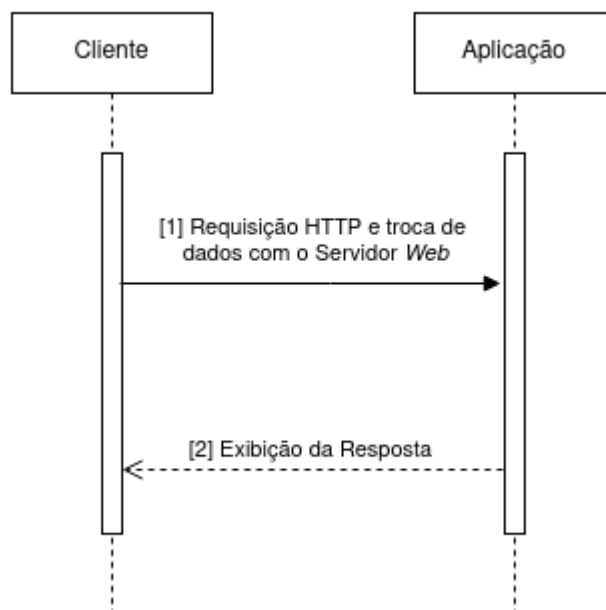 Cliente
Aplicação
[1] Requisição HTTP e troca de
dados com o Servidor Web
[2] Exibição da Resposta